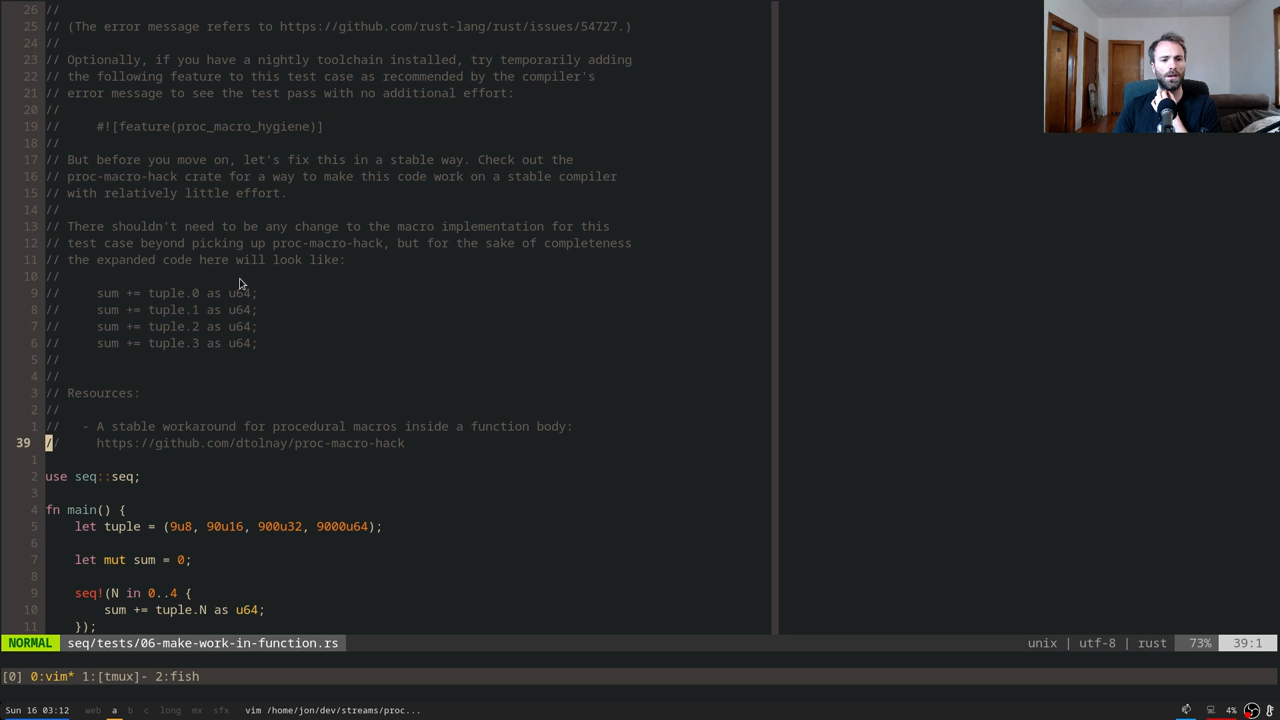 26 //
25 // (The error message refers to https://github.com/rust-lang/rust/issues/54727.)
24 //
23 // Optionally, if you have a nightly toolchain installed, try temporarily adding
22 // the following feature to this test case as recommended by the compiler's
21 // error message to see the test pass with no additional effort:
20 //
19 //     #![feature(proc_macro_hygiene)]
18 //
17 // But before you move on, let's fix this in a stable way. Check out the
16 // proc-macro-hack crate for a way to make this code work on a stable compiler
15 // with relatively little effort.
14 //
13 // There shouldn't need to be any change to the macro implementation for this
12 // test case beyond picking up proc-macro-hack, but for the sake of completeness
11 // the expanded code here will look like:
10 //
9 //     sum += tuple.0 as u64;
8 //     sum += tuple.1 as u64;
7 //     sum += tuple.2 as u64;
6 //     sum += tuple.3 as u64;
5 //
4 //
3 // Resources:
2 //
1 //   - A stable workaround for procedural macros inside a function body:
39 //     https://github.com/dtolnay/proc-macro-hack
1
2 use seq::seq;
3
4 fn main() {
5     let tuple = (9u8, 90u16, 900u32, 9000u64);
6
7     let mut sum = 0;
8
9     seq!(N in 0..4 {
10         sum += tuple.N as u64;
11     });
NORMAL seq/tests/06-make-work-in-function.rs unix | utf-8 | rust 73% 39:1
[0] 0:vim* 1:[tmux]- 2:fish
Sun 16 03:12 web a b c long mx sfx vim /home/jon/dev/streams/proc... 4%